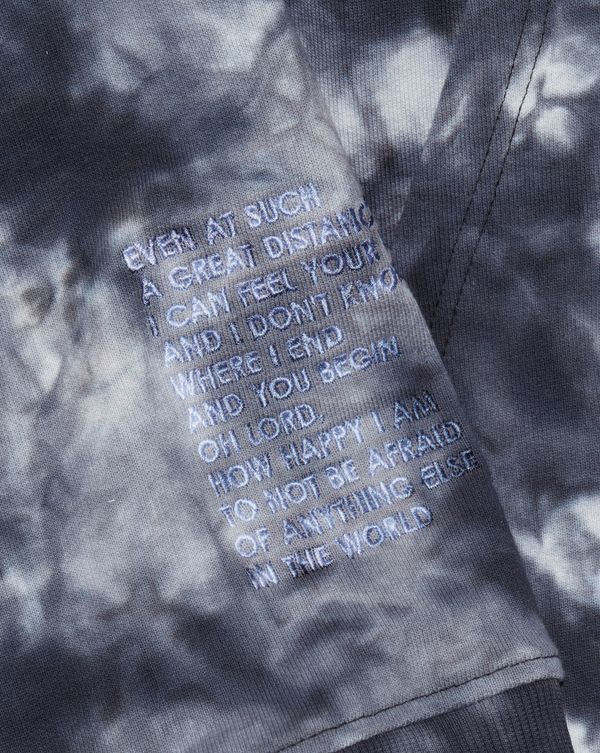 EVEN AT SUCH
A GREAT DISTANC
I CAN FEEL YOUR
AND I DON'T KNO
WHERE I END
AND YOU BEGIN
OH LORD,
HOW HAPPY I AM
TO NOT BE AFRAID
OF ANYTHING ELSE
IN THE WORLD